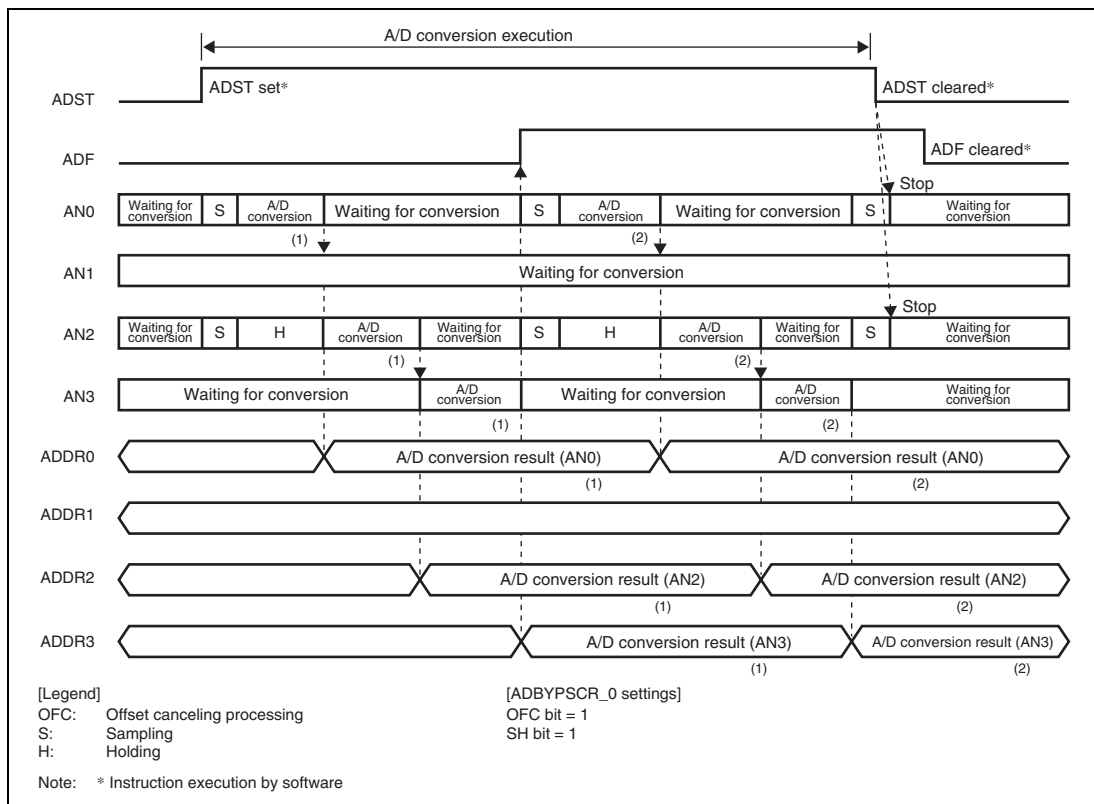 A/D conversion execution
ADST ADST set* ADST cleared*
ADF ADF cleared*
Stop
AN0 Waiting for conversion S A/D conversion Waiting for conversion S A/D conversion Waiting for conversion S Waiting for conversion
(1) (2)
AN1 Waiting for conversion
Stop
AN2 Waiting for conversion S H A/D conversion Waiting for conversion S H A/D conversion Waiting for conversion S Waiting for conversion
(1) (2)
AN3 Waiting for conversion A/D conversion Waiting for conversion A/D conversion Waiting for conversion
(1) (2)
ADDR0 A/D conversion result (AN0) A/D conversion result (AN0)
(1) (2)
ADDR1
ADDR2 A/D conversion result (AN2) A/D conversion result (AN2)
(1) (2)
ADDR3 A/D conversion result (AN3) A/D conversion result (AN3)
(1) (2)
[Legend] [ADBYPSCR_0 settings]
OFC: Offset canceling processing OFC bit = 1
S: Sampling SH bit = 1
H: Holding
Note: * Instruction execution by software